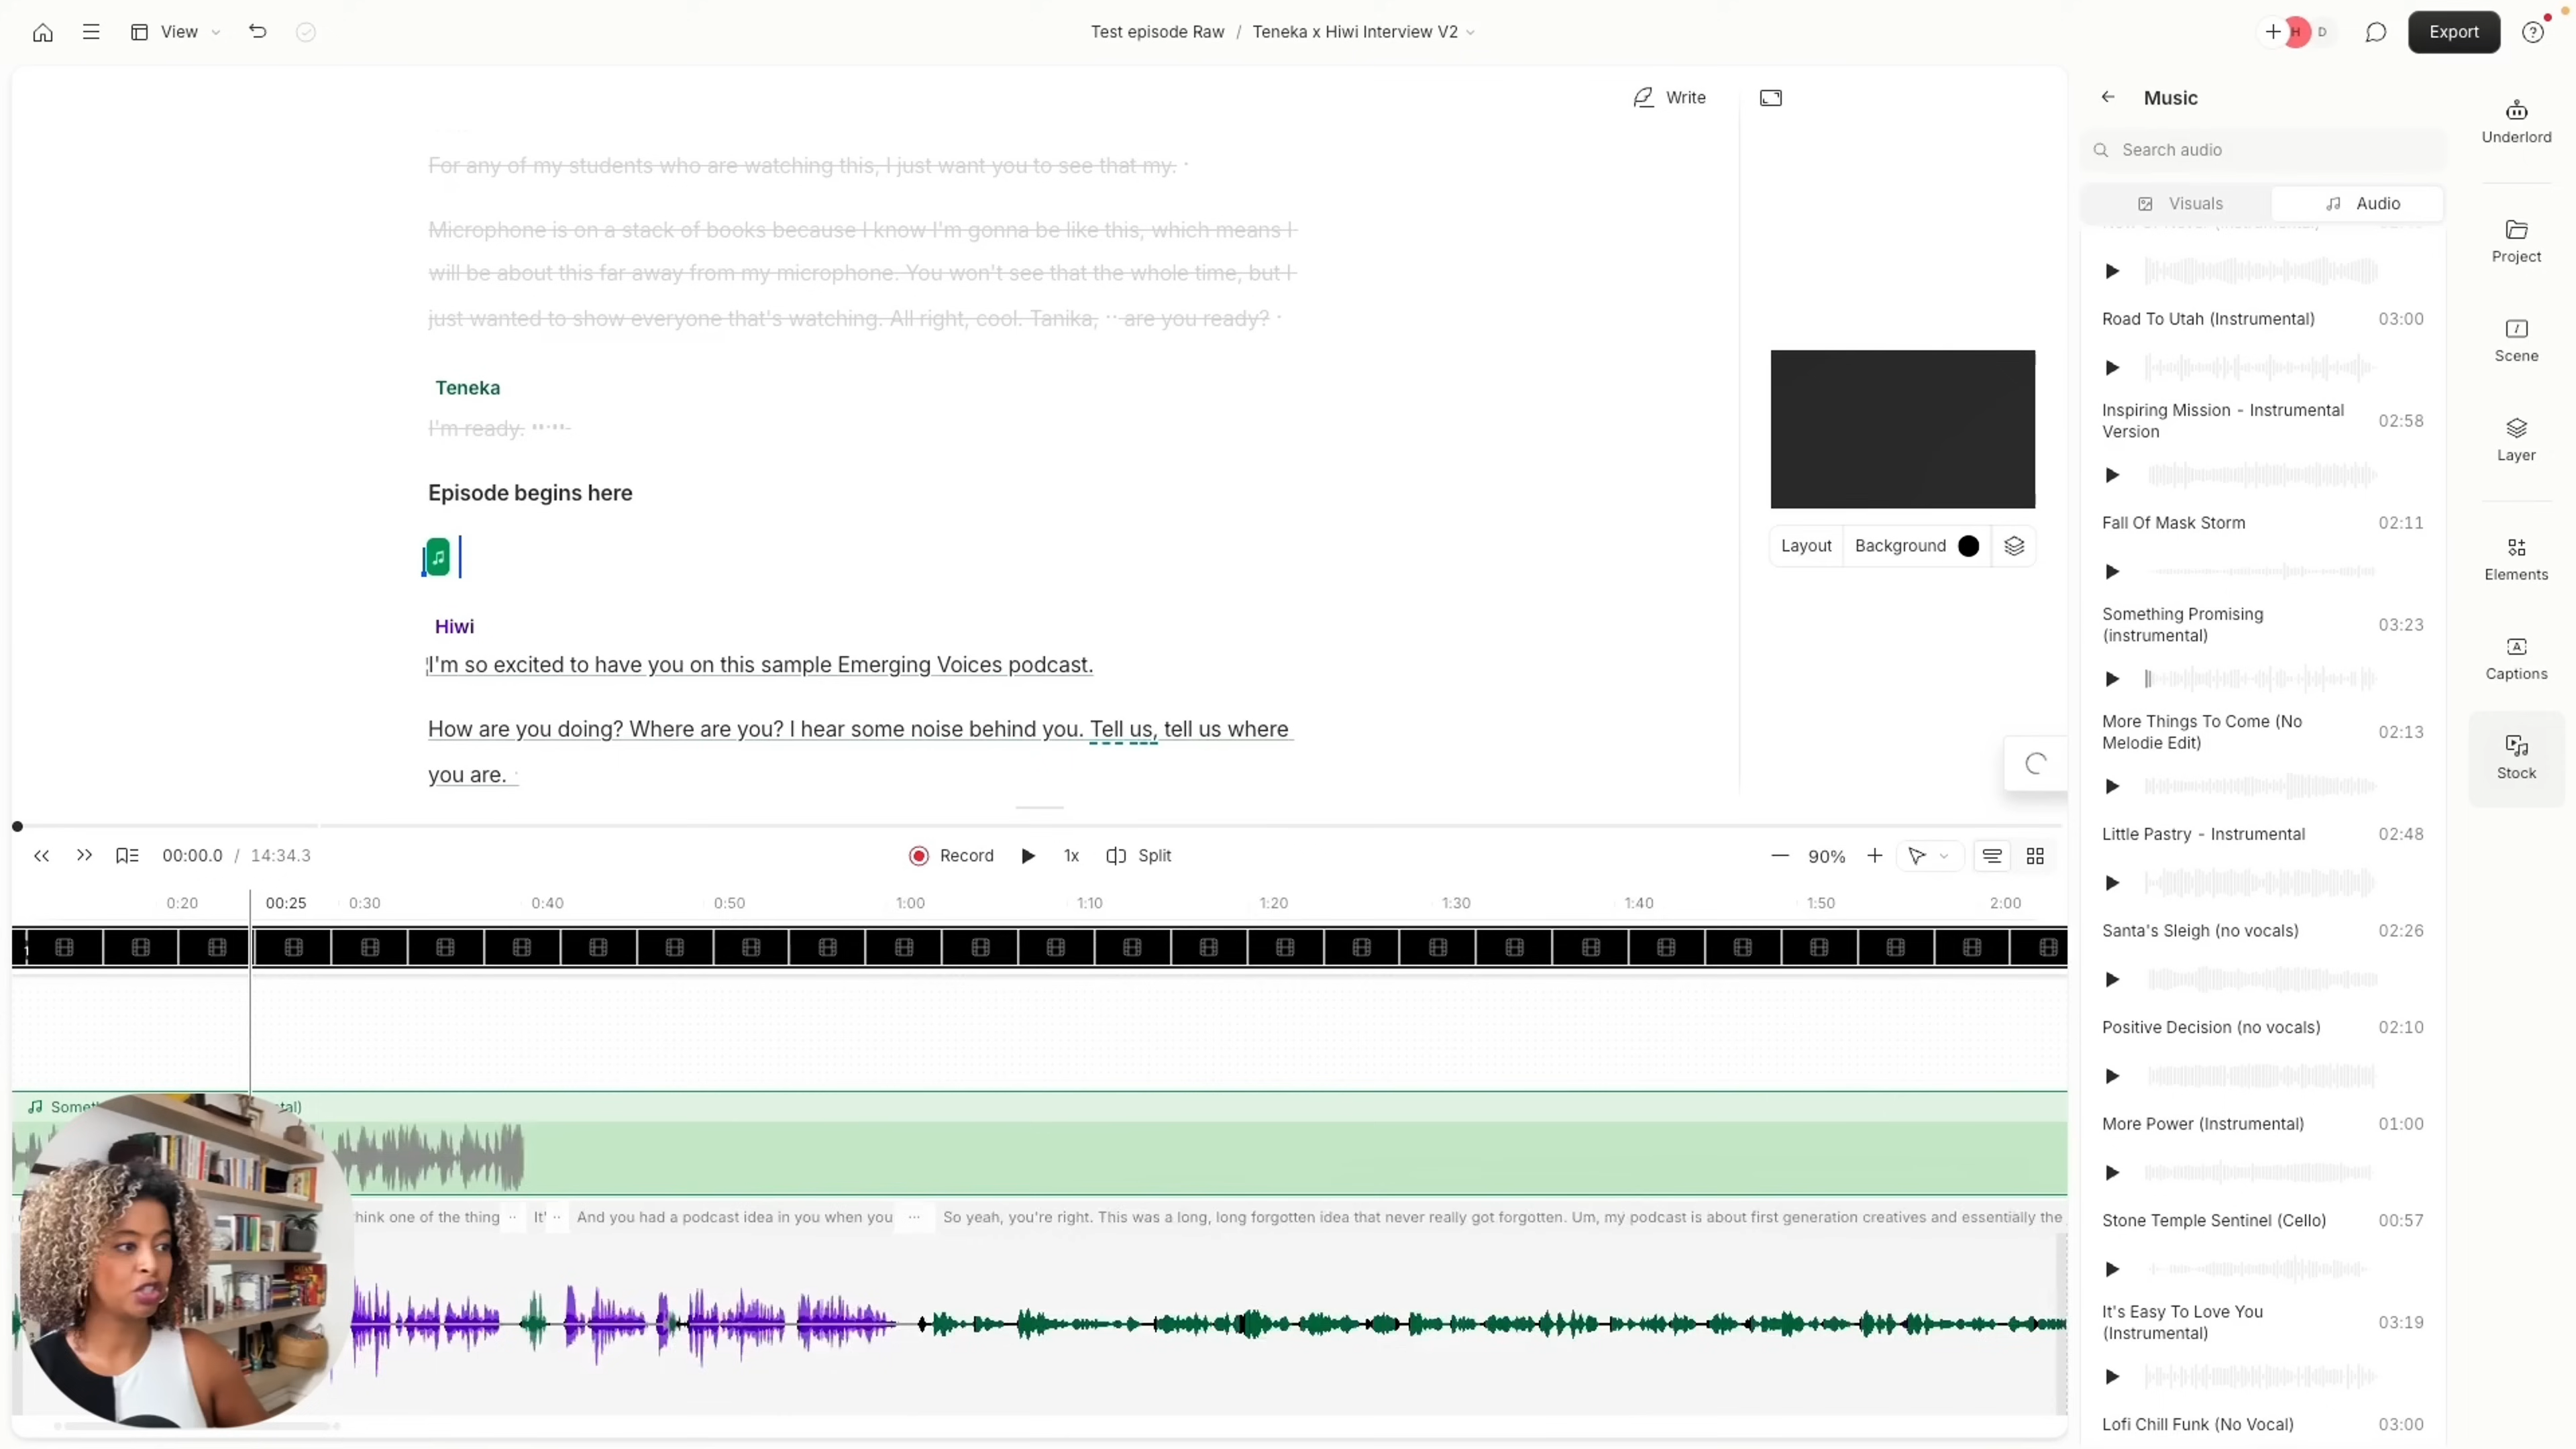 View
Test episode Raw / Teneka x Hiwi Interview V2
H
D
Export
Write
For any of my students who are watching this, I just want you to see that my.
Microphone is on a stack of books because I know I'm gonna be like this, which means I
will be about this far away from my microphone. You won't see that the whole time, but I
just wanted to show everyone that's watching. All right, cool. Tanika, ·· are you ready?
Teneka
I'm ready.
Episode begins here
Hiwi
I'm so excited to have you on this sample Emerging Voices podcast.
How are you doing? Where are you? I hear some noise behind you. Tell us, tell us where
you are.
Layout
Background
Music
Search audio
Visuals
Audio
Road To Utah (Instrumental) 03:00
Inspiring Mission - Instrumental
Version 02:58
Fall Of Mask Storm 02:11
Something Promising
(instrumental) 03:23
More Things To Come (No
Melodie Edit) 02:13
Little Pastry - Instrumental 02:48
Santa's Sleigh (no vocals) 02:26
Positive Decision (no vocals) 02:10
More Power (Instrumental) 01:00
Stone Temple Sentinel (Cello) 00:57
It's Easy To Love You
(Instrumental) 03:19
Lofi Chill Funk (No Vocal) 03:00
Underlord
Project
Scene
Layer
Elements
Captions
Stock
00:00.0 / 14:34.3
Record
1x
Split
90%
0:20 00:25 0:30 0:40 0:50 1:00 1:10 1:20 1:30 1:40 1:50 2:00
one of the thing ·· It' ·· And you had a podcast idea in you when you ··· So yeah, you're right. This was a long, long forgotten idea that never really got forgotten. Um, my podcast is about first generation creatives and essentially the